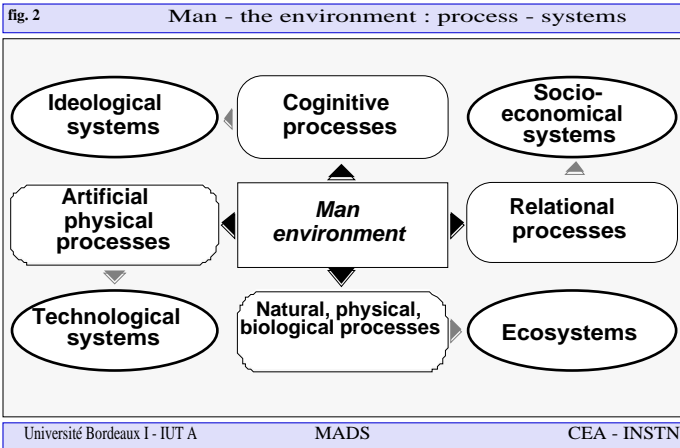 fig. 2
Man - the environment : process - systems
Ideological
systems
Coginitive
processes
Socio-
economical
systems
Artificial
physical
processes
Man
environment
Relational
processes
Technological
systems
Natural, physical,
biological processes
Ecosystems
Université Bordeaux I - IUT A
MADS
CEA - INSTN